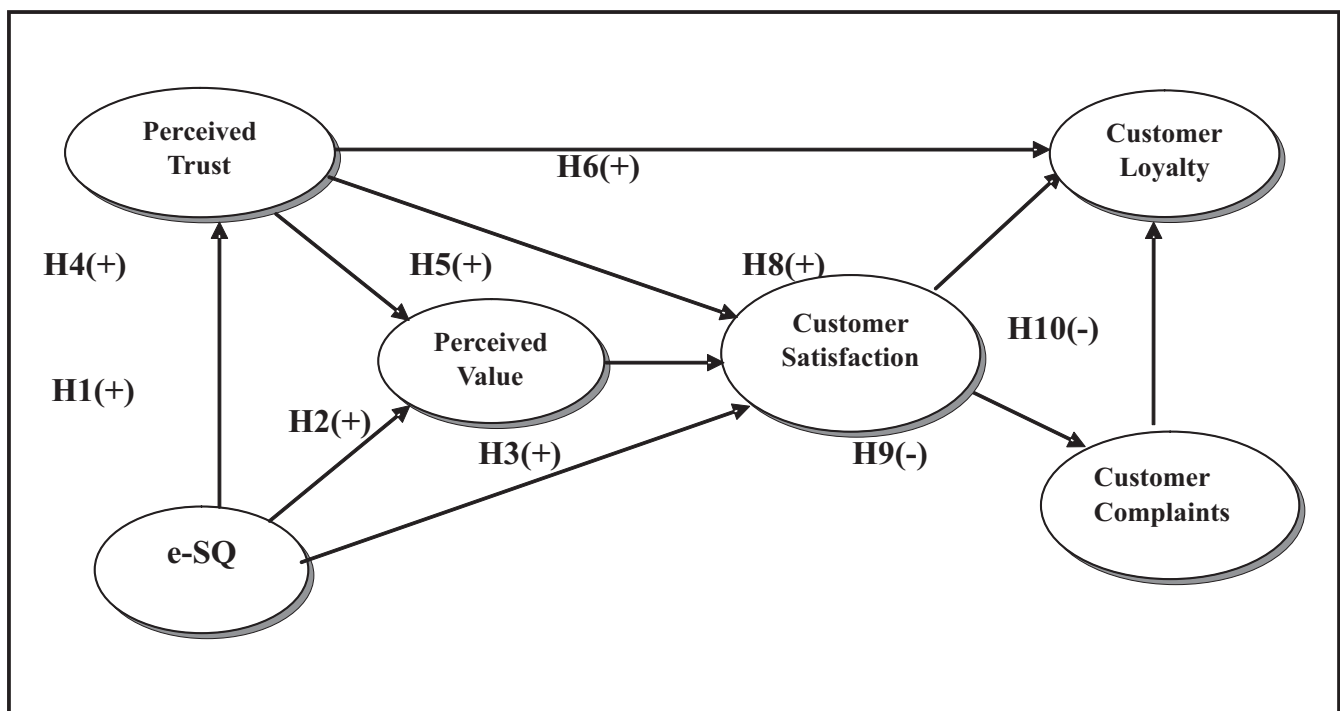 Perceived
Trust
Customer
Loyalty
H6(+)
H4(+)
H5(+)
H8(+)
Perceived
Value
Customer
Satisfaction
H10(-)
H1(+)
H2(+)
H3(+)
H9(-)
Customer
Complaints
e-SQ